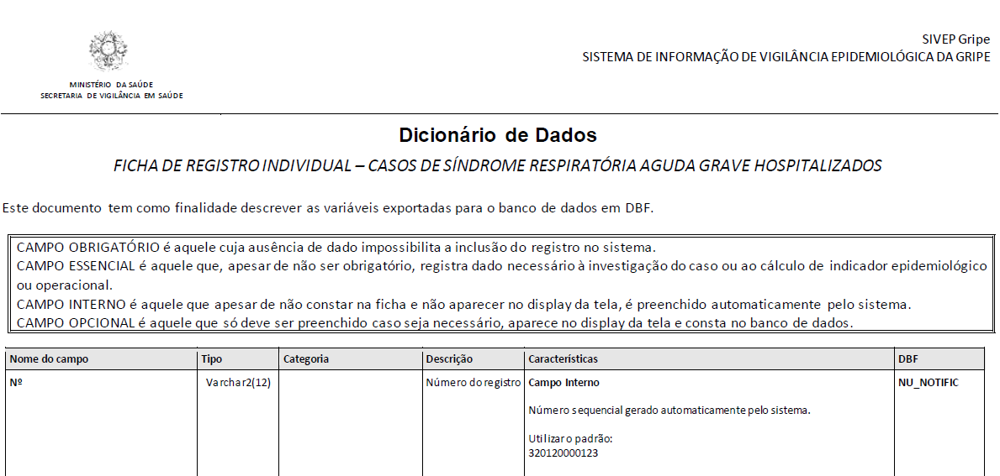 SIVEP Gripe
SISTEMA DE INFORMAÇÃO DE VIGILÂNCIA EPIDEMIOLÓGICA DA GRIPE
MINISTÉRIO DA SAÚDE
SECRETARIA DE VIGILÂNCIA EM SAÚDE
Dicionário de Dados
FICHA DE REGISTRO INDIVIDUAL – CASOS DE SÍNDROME RESPIRATÓRIA AGUDA GRAVE HOSPITALIZADOS
Este documento tem como finalidade descrever as variáveis exportadas para o banco de dados em DBF.
CAMPO OBRIGATÓRIO é aquele cuja ausência de dado impossibilita a inclusão do registro no sistema.
CAMPO ESSENCIAL é aquele que, apesar de não ser obrigatório, registra dado necessário à investigação do caso ou ao cálculo de indicador epidemiológico
ou operacional.
CAMPO INTERNO é aquele que apesar de não constar na ficha e não aparecer no display da tela, é preenchido automaticamente pelo sistema.
CAMPO OPCIONAL é aquele que só deve ser preenchido caso seja necessário, aparece no display da tela e consta no banco de dados.
Nome do campo Tipo Categoria Descrição Características DBF
Nº Varchar2(12) Número do registro Campo Interno NU_NOTIFIC
Número sequencial gerado automaticamente pelo sistema.
Utilizar o padrão:
320120000123